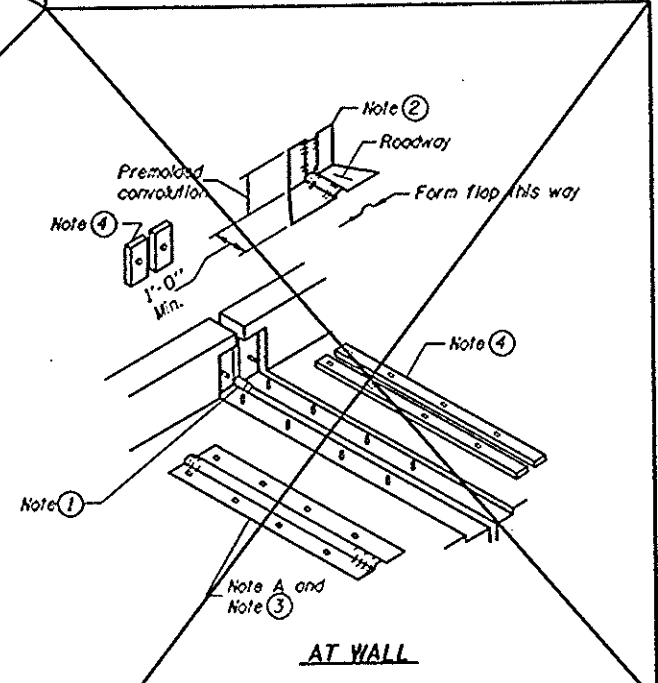 Note 2
Roadway
Premolded
convolution
Form flap this way
Note 4
1'-0"
Min.
Note 4
Note 1
Note A and
Note 3
AT WALL